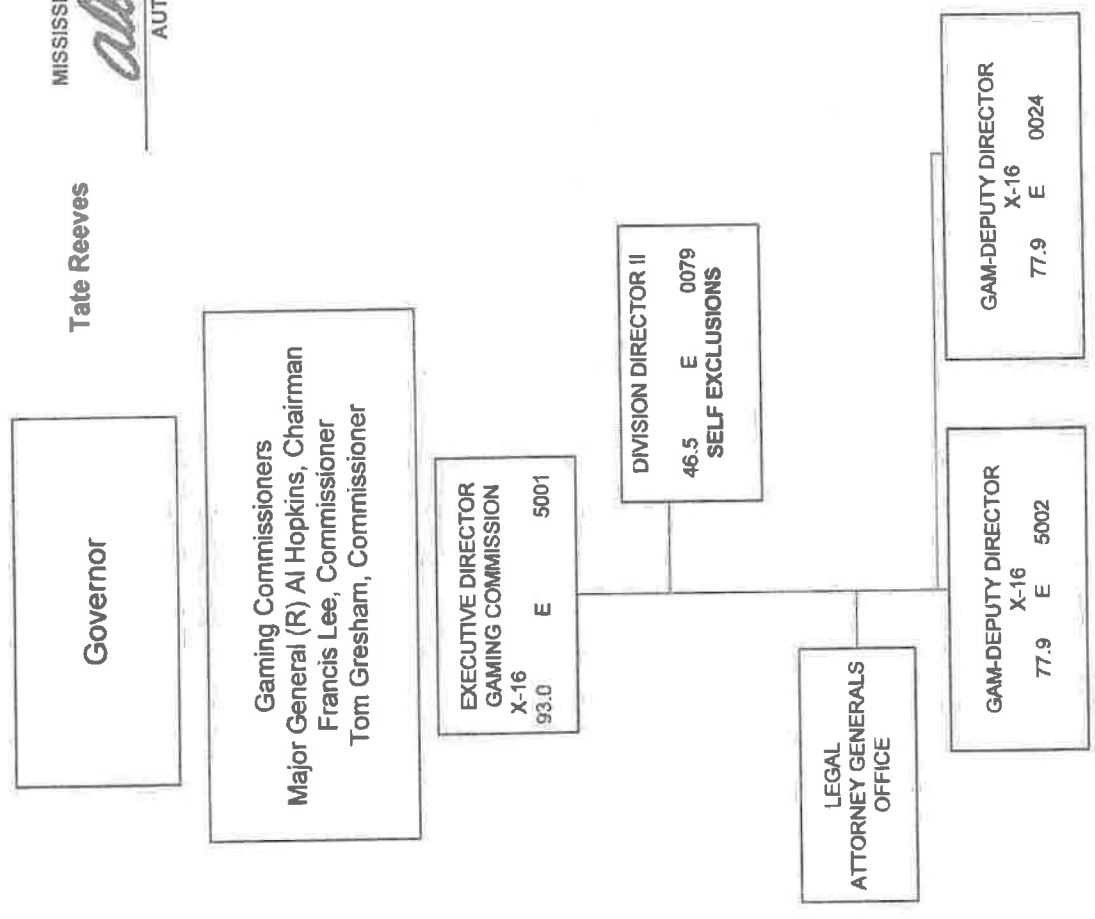 MISSISSI
AUT
Tate Reeves
Governor
Gaming Commissioners
Major General (R) Al Hopkins, Chairman
Francis Lee, Commissioner
Tom Gresham, Commissioner
EXECUTIVE DIRECTOR
GAMING COMMISSION
X-16
93.0 E 5001
DIVISION DIRECTOR II
46.5 E 0079
SELF EXCLUSIONS
LEGAL
ATTORNEY GENERALS
OFFICE
GAM-DEPUTY DIRECTOR
X-16
77.9 E 5002
GAM-DEPUTY DIRECTOR
X-16
77.9 E 0024